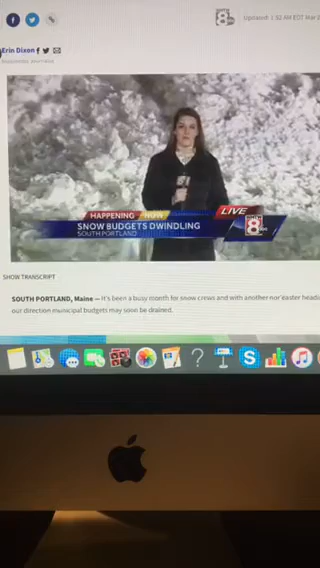 8
Updated: 1:52 AM EDT Mar 2
Erin Dixon
HAPPENING NOW
LIVE
SNOW BUDGETS DWINDLING
SOUTH PORTLAND
8
SHOW TRANSCRIPT
SOUTH PORTLAND, Maine — It's been a busy month for snow crews and with another nor'easter headi
our direction municipal budgets may soon be drained.